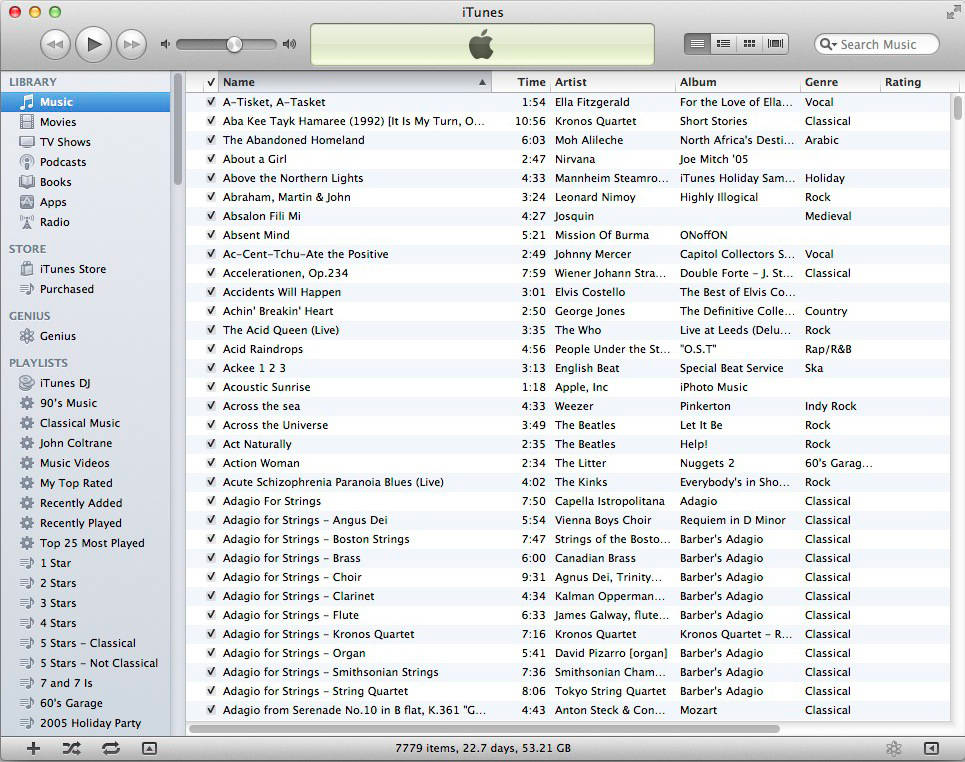 iTunes
Search Music
LIBRARY
Music
Movies
TV Shows
Podcasts
Books
Apps
Radio
STORE
iTunes Store
Purchased
GENIUS
Genius
PLAYLISTS
iTunes DJ
90's Music
Classical Music
John Coltrane
Music Videos
My Top Rated
Recently Added
Recently Played
Top 25 Most Played
1 Star
2 Stars
3 Stars
4 Stars
5 Stars - Classical
5 Stars - Not Classical
7 and 7 Is
60's Garage
2005 Holiday Party
Name Time Artist Album Genre Rating
A-Tisket, A-Tasket 1:54 Ella Fitzgerald For the Love of Ella... Vocal
Aba Kee Tayk Hamaree (1992) [It Is My Turn, O... 10:56 Kronos Quartet Short Stories Classical
The Abandoned Homeland 6:03 Moh Alileche North Africa's Desti... Arabic
About a Girl 2:47 Nirvana Joe Mitch '05
Above the Northern Lights 4:33 Mannheim Steamro... iTunes Holiday Sam... Holiday
Abraham, Martin & John 3:24 Leonard Nimoy Highly Illogical Rock
Absalon Fili Mi 4:27 Josquin Medieval
Absent Mind 5:21 Mission Of Burma ONoffON
Ac-Cent-Tchu-Ate the Positive 2:49 Johnny Mercer Capitol Collectors S... Vocal
Accelerationen, Op.234 7:59 Wiener Johann Stra... Double Forte - J. St... Classical
Accidents Will Happen 3:01 Elvis Costello The Best of Elvis Co...
Achin' Breakin' Heart 2:50 George Jones The Definitive Colle... Country
The Acid Queen (Live) 3:35 The Who Live at Leeds (Delu... Rock
Acid Raindrops 4:56 People Under the St... "O.S.T" Rap/R&B
Ackee 1 2 3 3:13 English Beat Special Beat Service Ska
Acoustic Sunrise 1:18 Apple, Inc iPhoto Music
Across the sea 4:33 Weezer Pinkerton Indy Rock
Across the Universe 3:49 The Beatles Let It Be Rock
Act Naturally 2:35 The Beatles Help! Rock
Action Woman 2:34 The Litter Nuggets 2 60's Garag...
Acute Schizophrenia Paranoia Blues (Live) 4:02 The Kinks Everybody's in Sho... Rock
Adagio For Strings 7:50 Capella Istropolitana Adagio Classical
Adagio for Strings - Angus Dei 5:54 Vienna Boys Choir Requiem in D Minor Classical
Adagio for Strings - Boston Strings 7:47 Strings of the Bosto... Barber's Adagio Classical
Adagio for Strings - Brass 6:00 Canadian Brass Barber's Adagio Classical
Adagio for Strings - Choir 9:31 Agnus Dei, Trinity... Barber's Adagio Classical
Adagio for Strings - Clarinet 4:34 Kalman Opperman... Barber's Adagio Classical
Adagio for Strings - Flute 6:33 James Galway, flute... Barber's Adagio Classical
Adagio for Strings - Kronos Quartet 7:16 Kronos Quartet Kronos Quartet - R... Classical
Adagio for Strings - Organ 5:41 David Pizarro [organ] Barber's Adagio Classical
Adagio for Strings - Smithsonian Strings 7:36 Smithsonian Cham... Barber's Adagio Classical
Adagio for Strings - String Quartet 8:06 Tokyo String Quartet Barber's Adagio Classical
Adagio from Serenade No.10 in B flat, K.361 "G... 4:43 Anton Steck & Con... Mozart Classical
7779 items, 22.7 days, 53.21 GB